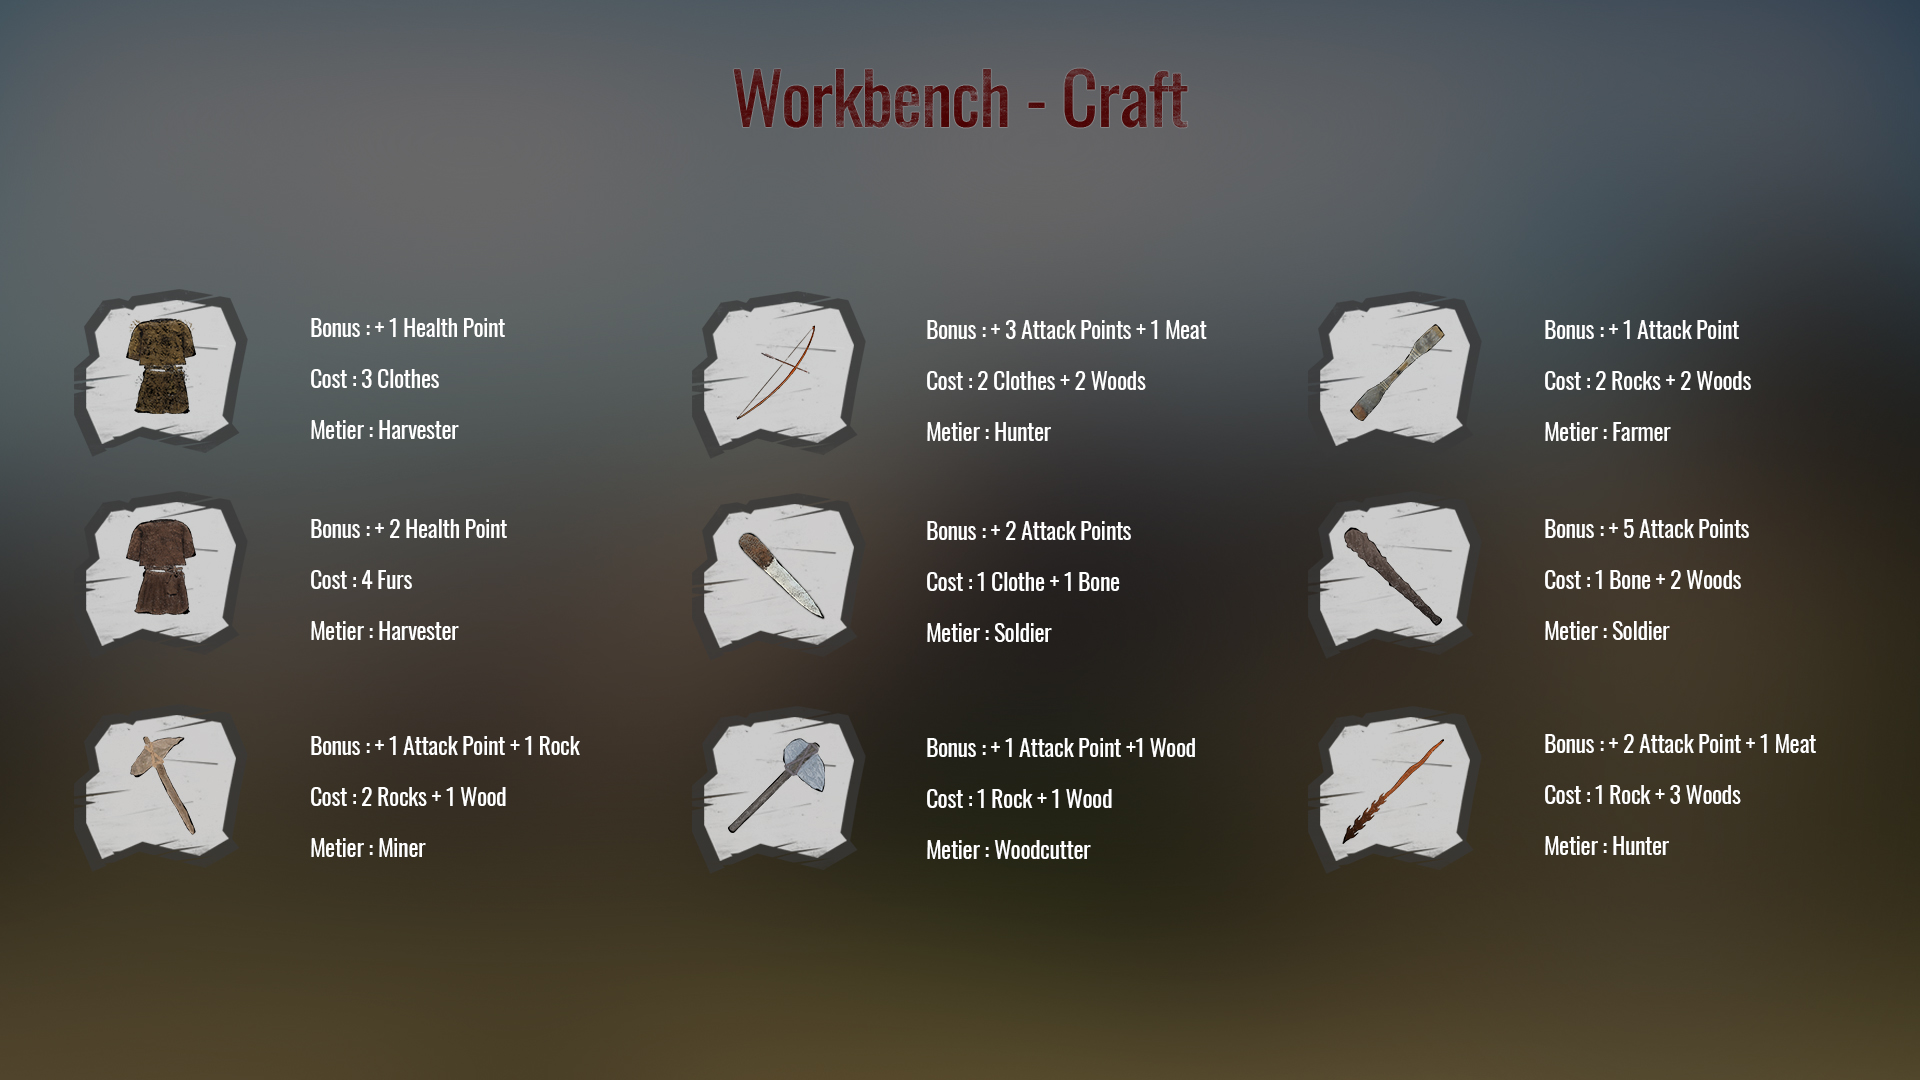 Workbench - Craft
Bonus : + 1 Health Point
Cost : 3 Clothes
Metier : Harvester
Bonus : + 3 Attack Points + 1 Meat
Cost : 2 Clothes + 2 Woods
Metier : Hunter
Bonus : + 1 Attack Point
Cost : 2 Rocks + 2 Woods
Metier : Farmer
Bonus : + 2 Health Point
Cost : 4 Furs
Metier : Harvester
Bonus : + 2 Attack Points
Cost : 1 Clothe + 1 Bone
Metier : Soldier
Bonus : + 5 Attack Points
Cost : 1 Bone + 2 Woods
Metier : Soldier
Bonus : + 1 Attack Point + 1 Rock
Cost : 2 Rocks + 1 Wood
Metier : Miner
Bonus : + 1 Attack Point +1 Wood
Cost : 1 Rock + 1 Wood
Metier : Woodcutter
Bonus : + 2 Attack Point + 1 Meat
Cost : 1 Rock + 3 Woods
Metier : Hunter